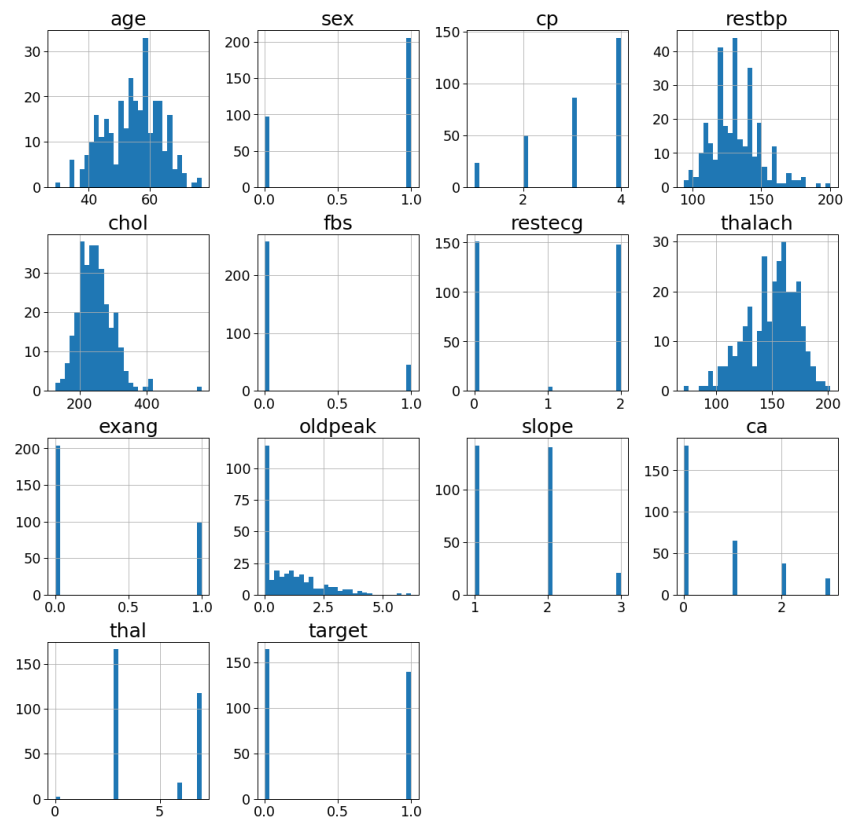 age sex cp restbp
30 20 10 0 40 60
200 150 100 50 0 0.0 0.5 1.0
150 100 50 0 2 4
40 30 20 10 0 100 150 200
chol fbs restecg thalach
30 20 10 0 200 400
200 100 0 0.0 0.5 1.0
150 100 50 0 0 1 2
30 20 10 0 100 150 200
exang oldpeak slope ca
200 150 100 50 0 0.0 0.5 1.0
100 75 50 25 0 0.0 2.5 5.0
100 50 0 1 2 3
150 100 50 0 0 2
thal target
150 100 50 0 0 5
150 100 50 0 0.0 0.5 1.0